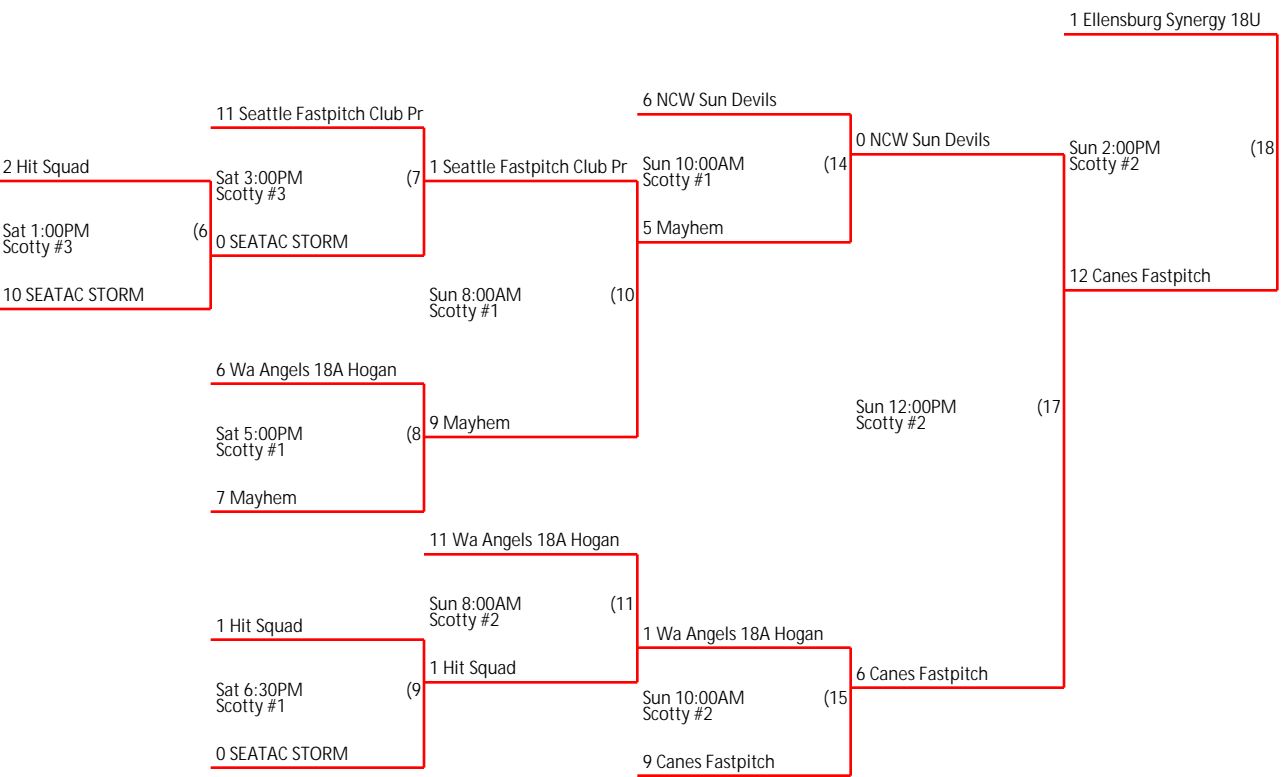 1 Ellensburg Synergy 18U
6 NCW Sun Devils
11 Seattle Fastpitch Club Pr
0 NCW Sun Devils
Sun 2:00PM
Scotty #2
(18
2 Hit Squad
Sat 3:00PM
Scotty #3
(7
1 Seattle Fastpitch Club Pr
Sun 10:00AM
Scotty #1
(14
Sat 1:00PM
Scotty #3
(6
0 SEATAC STORM
5 Mayhem
12 Canes Fastpitch
10 SEATAC STORM
Sun 8:00AM
Scotty #1
(10
6 Wa Angels 18A Hogan
Sun 12:00PM
Scotty #2
(17
Sat 5:00PM
Scotty #1
(8
9 Mayhem
7 Mayhem
11 Wa Angels 18A Hogan
Sun 8:00AM
Scotty #2
(11
1 Hit Squad
1 Wa Angels 18A Hogan
1 Hit Squad
6 Canes Fastpitch
Sat 6:30PM
Scotty #1
(9
Sun 10:00AM
Scotty #2
(15
0 SEATAC STORM
9 Canes Fastpitch